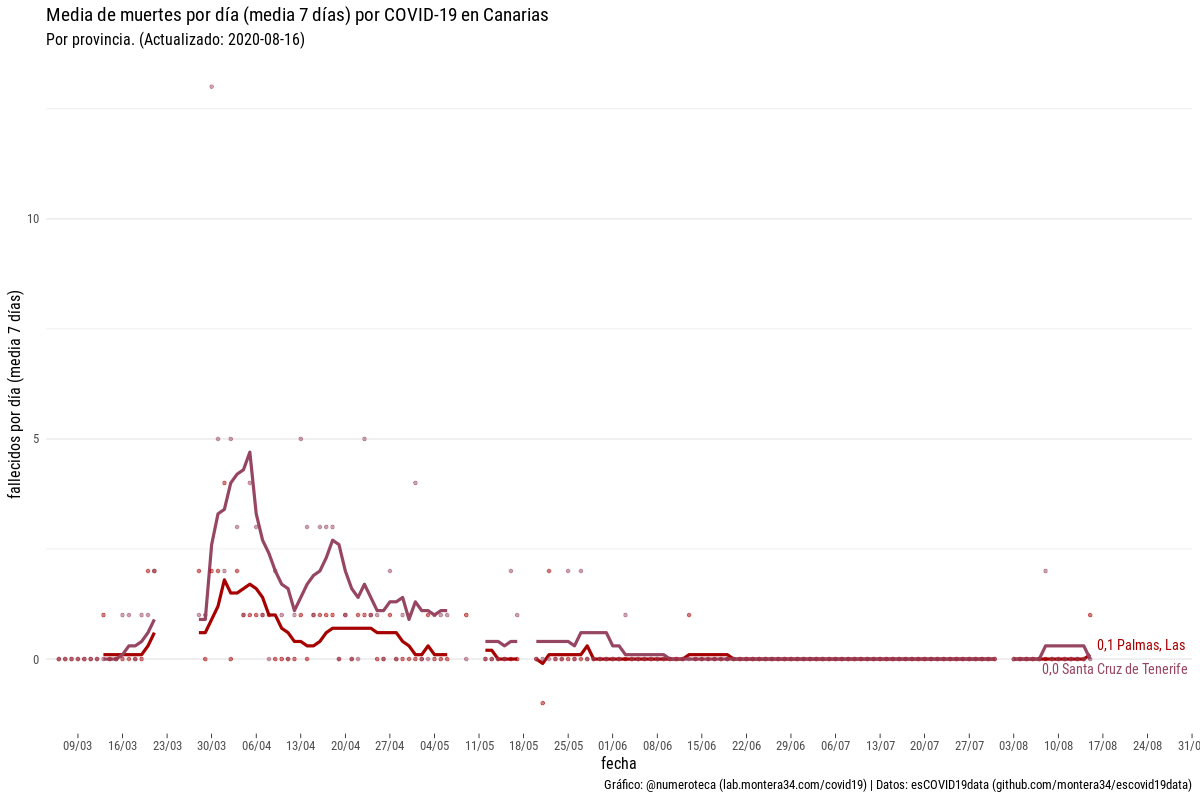 Media de muertes por día (media 7 días) por COVID-19 en Canarias
Por provincia. (Actualizado: 2020-08-16)
fallecidos por día (media 7 días)
10
5
0
0,1 Palmas, Las
0,0 Santa Cruz de Tenerife
09/03 16/03 23/03 30/03 06/04 13/04 20/04 27/04 04/05 11/05 18/05 25/05 01/06 08/06 15/06 22/06 29/06 06/07 13/07 20/07 27/07 03/08 10/08 17/08 24/08 31/0
fecha
Gráfico: @numeroteca (lab.montera34.com/covid19) | Datos: esCOVID19data (github.com/montera34/escovid19data)